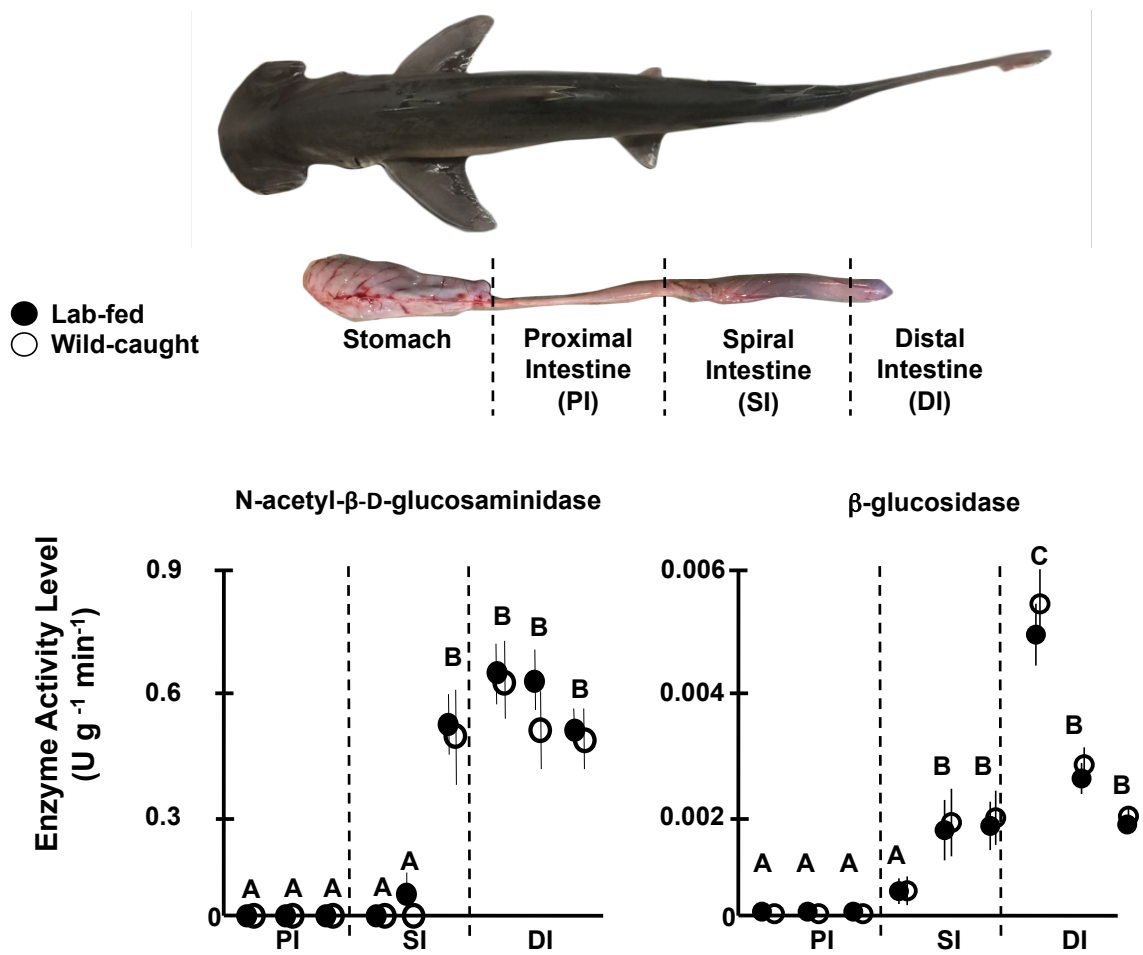 Lab-fed
Wild-caught
Stomach
Proximal
Intestine
(PI)
Spiral
Intestine
(SI)
Distal
Intestine
(DI)
N-acetyl-β-D-glucosaminidase
β-glucosidase
Enzyme Activity Level
(U g -1 min-1)
0.9
0.6
0.3
0
A A A A A B B B B
PI SI DI
0.006
0.004
0.002
0
A A A A B B C B B
PI SI DI